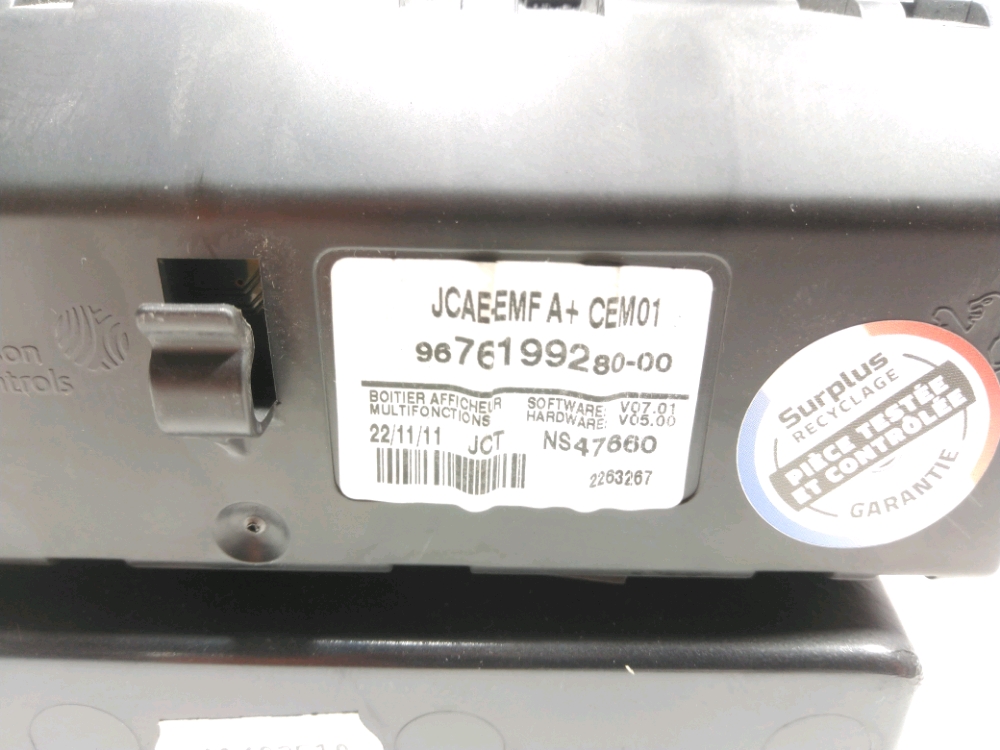 JCAE-EMF A+ CEM01
9676199280-00
BOITIER AFFICHEUR
MULTIFONCTIONS
SOFTWARE: V07.01
HARDWARE: V05.00
22/11/11 JCT NS47660
2263267
Surplus
RECYCLAGE
PIÈCE TESTÉE
ET CONTRÔLÉE
GARANTIE